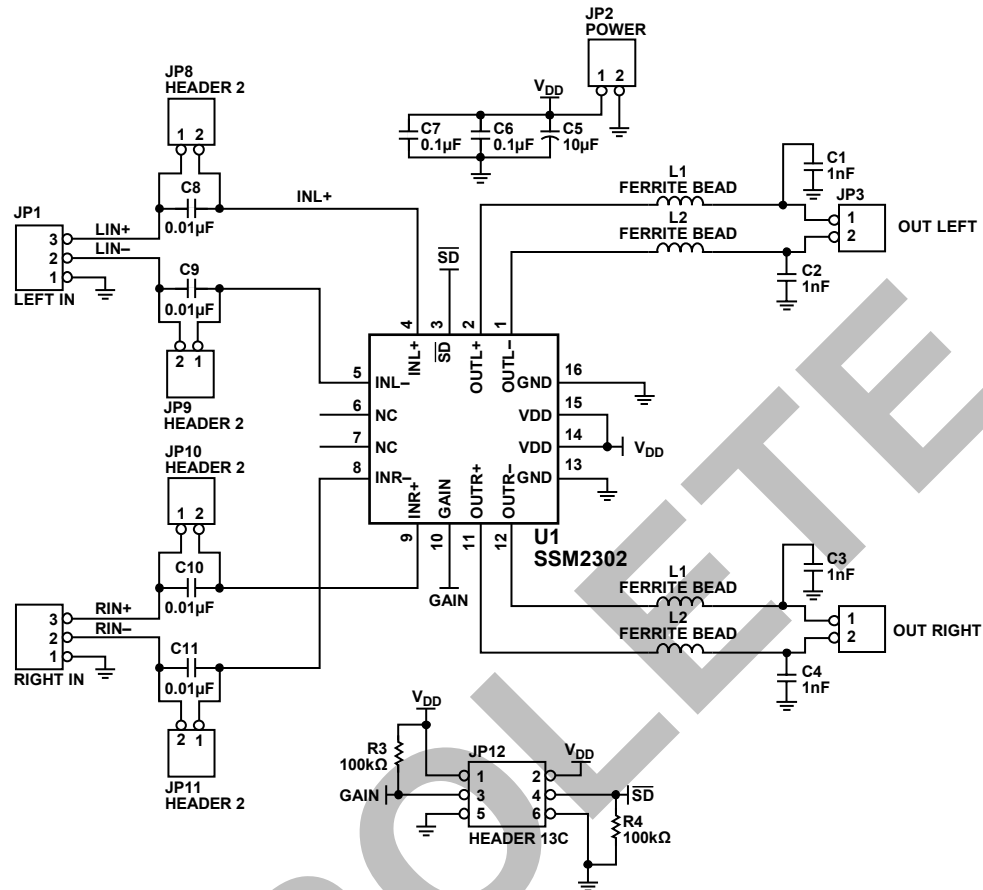 JP2
POWER
1 2
VDD
C7
0.1µF
C6
0.1µF
C5
10µF
JP8
HEADER 2
1 2
C8
0.01µF
INL+
JP1
3
2
1
LEFT IN
LIN+
LIN–
C9
0.01µF
2 1
JP9
HEADER 2
L1
FERRITE BEAD
L2
FERRITE BEAD
C1
1nF
JP3
1
2
OUT LEFT
C2
1nF
SD
4
3
2
1
INL+
SD
OUTL+
OUTL–
5
INL–
6
NC
7
NC
8
INR–
16
GND
15
VDD
14
VDD
VDD
13
GND
INR+
GAIN
OUTR+
OUTR–
9
10
11
12
U1
SSM2302
GAIN
JP10
HEADER 2
1 2
C10
0.01µF
3
2
1
RIGHT IN
RIN+
RIN–
C11
0.01µF
2 1
JP11
HEADER 2
L1
FERRITE BEAD
L2
FERRITE BEAD
C3
1nF
1
2
OUT RIGHT
C4
1nF
VDD
R3
100kΩ
GAIN
JP12
1 2
3 4
5 6
HEADER 13C
VDD
SD
R4
100kΩ
OLETE